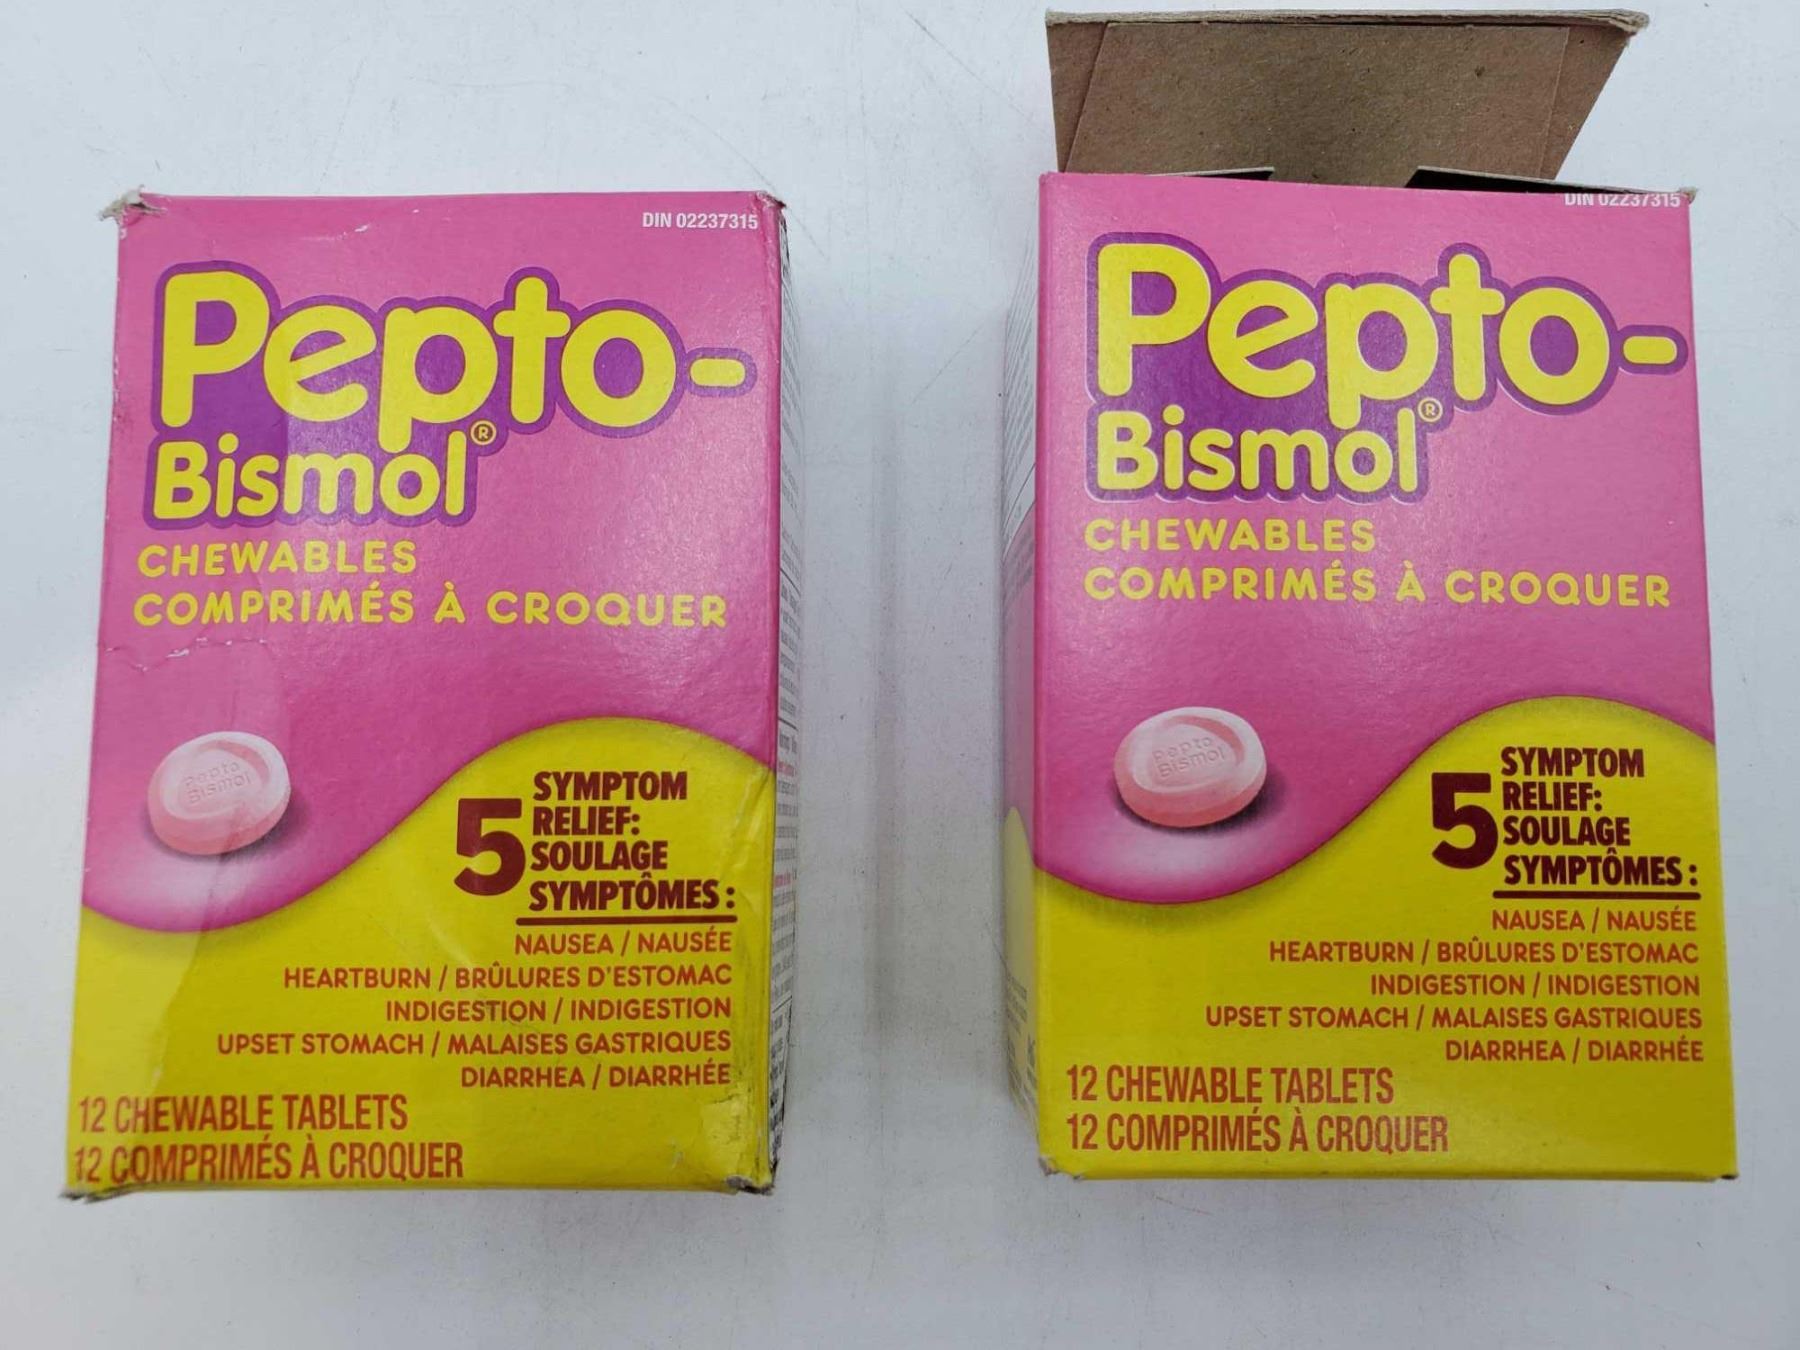 DIN 02237315
Pepto-
Bismol®
CHEWABLES
COMPRIMÉS À CROQUER
Pepto
Bismol
5 SYMPTOM
RELIEF:
SOULAGE
SYMPTÔMES :
NAUSEA / NAUSÉE
HEARTBURN / BRÛLURES D'ESTOMAC
INDIGESTION / INDIGESTION
UPSET STOMACH / MALAISES GASTRIQUES
DIARRHEA / DIARRHÉE
12 CHEWABLE TABLETS
12 COMPRIMÉS À CROQUER
DIN 02237315
Pepto-
Bismol®
CHEWABLES
COMPRIMÉS À CROQUER
Pepto
Bismol
5 SYMPTOM
RELIEF:
SOULAGE
SYMPTÔMES :
NAUSEA / NAUSÉE
HEARTBURN / BRÛLURES D'ESTOMAC
INDIGESTION / INDIGESTION
UPSET STOMACH / MALAISES GASTRIQUES
DIARRHEA / DIARRHÉE
12 CHEWABLE TABLETS
12 COMPRIMÉS À CROQUER